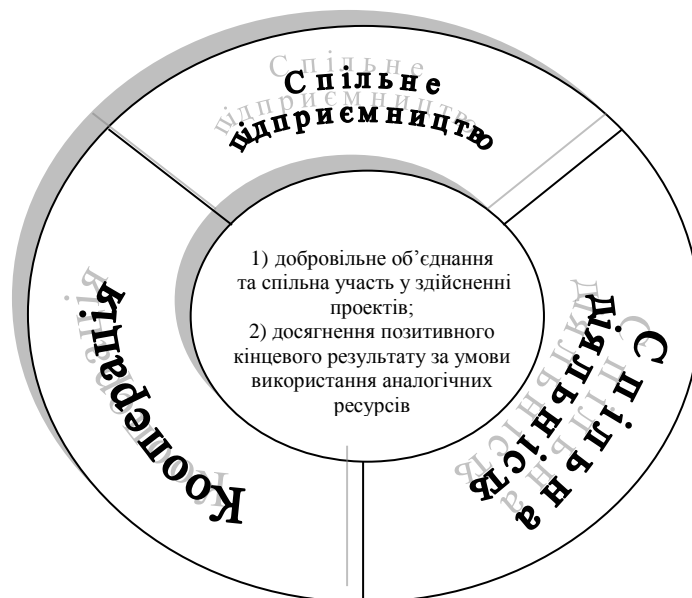 Спільне
підприємництво
1) добровільне об’єднання
та спільна участь у здійсненні
проектів;
2) досягнення позитивного
кінцевого результату за умови
використання аналогічних
ресурсів
Кооперація
Спільна
діяльність